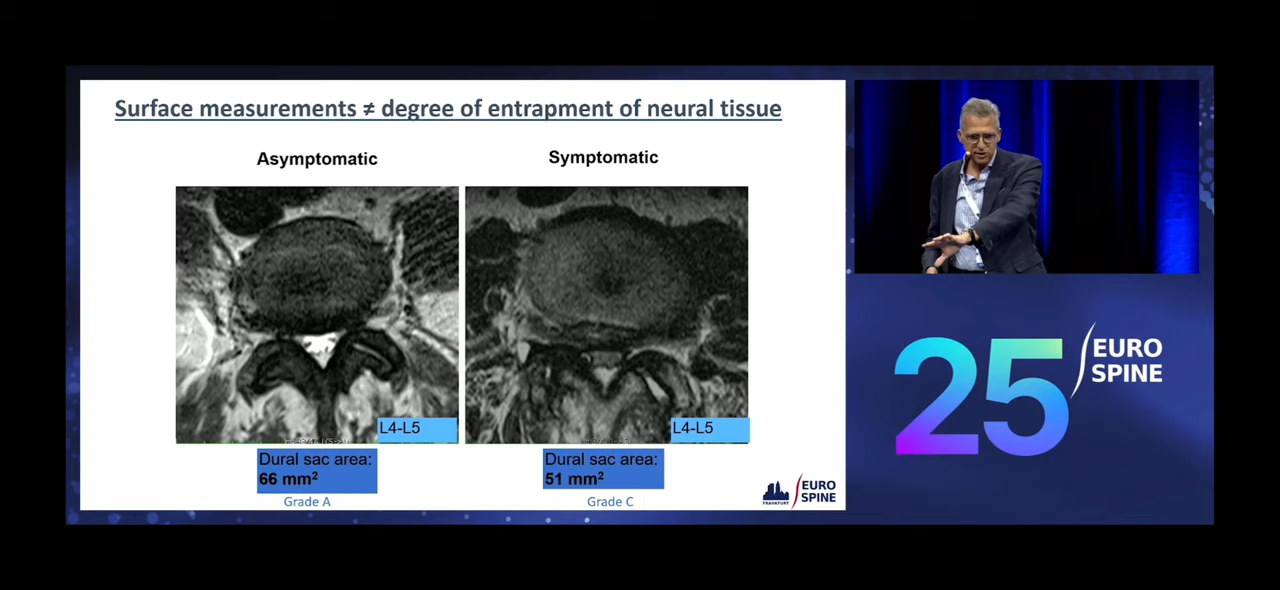 Surface measurements ≠ degree of entrapment of neural tissue
Asymptomatic
Symptomatic
L4-L5
L4-L5
Dural sac area:
66 mm²
Dural sac area:
51 mm²
Grade A
Grade C
FRANKFURT
EURO
SPINE
25
EURO
SPINE